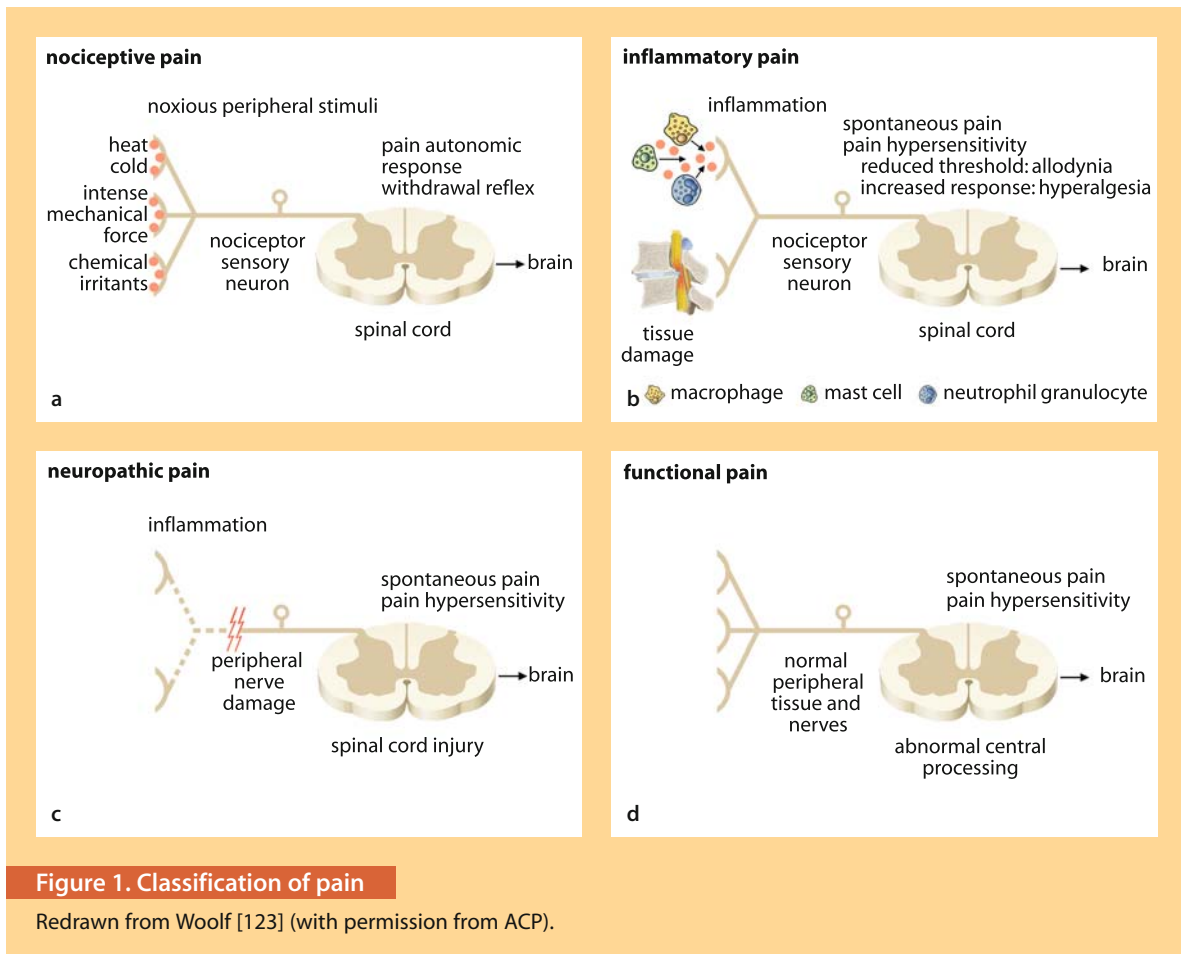 nociceptive pain
noxious peripheral stimuli
heat
cold
intense
mechanical
force
chemical
irritants
pain autonomic
response
withdrawal reflex
nociceptor
sensory
neuron
brain
spinal cord
a
inflammatory pain
inflammation
spontaneous pain
pain hypersensitivity
reduced threshold: allodynia
increased response: hyperalgesia
nociceptor
sensory
neuron
brain
tissue
damage
spinal cord
b macrophage mast cell neutrophil granulocyte
neuropathic pain
inflammation
spontaneous pain
pain hypersensitivity
peripheral
nerve
damage
brain
spinal cord injury
c
functional pain
spontaneous pain
pain hypersensitivity
normal
peripheral
tissue and
nerves
brain
abnormal central
processing
d
Figure 1. Classification of pain
Redrawn from Woolf [123] (with permission from ACP).